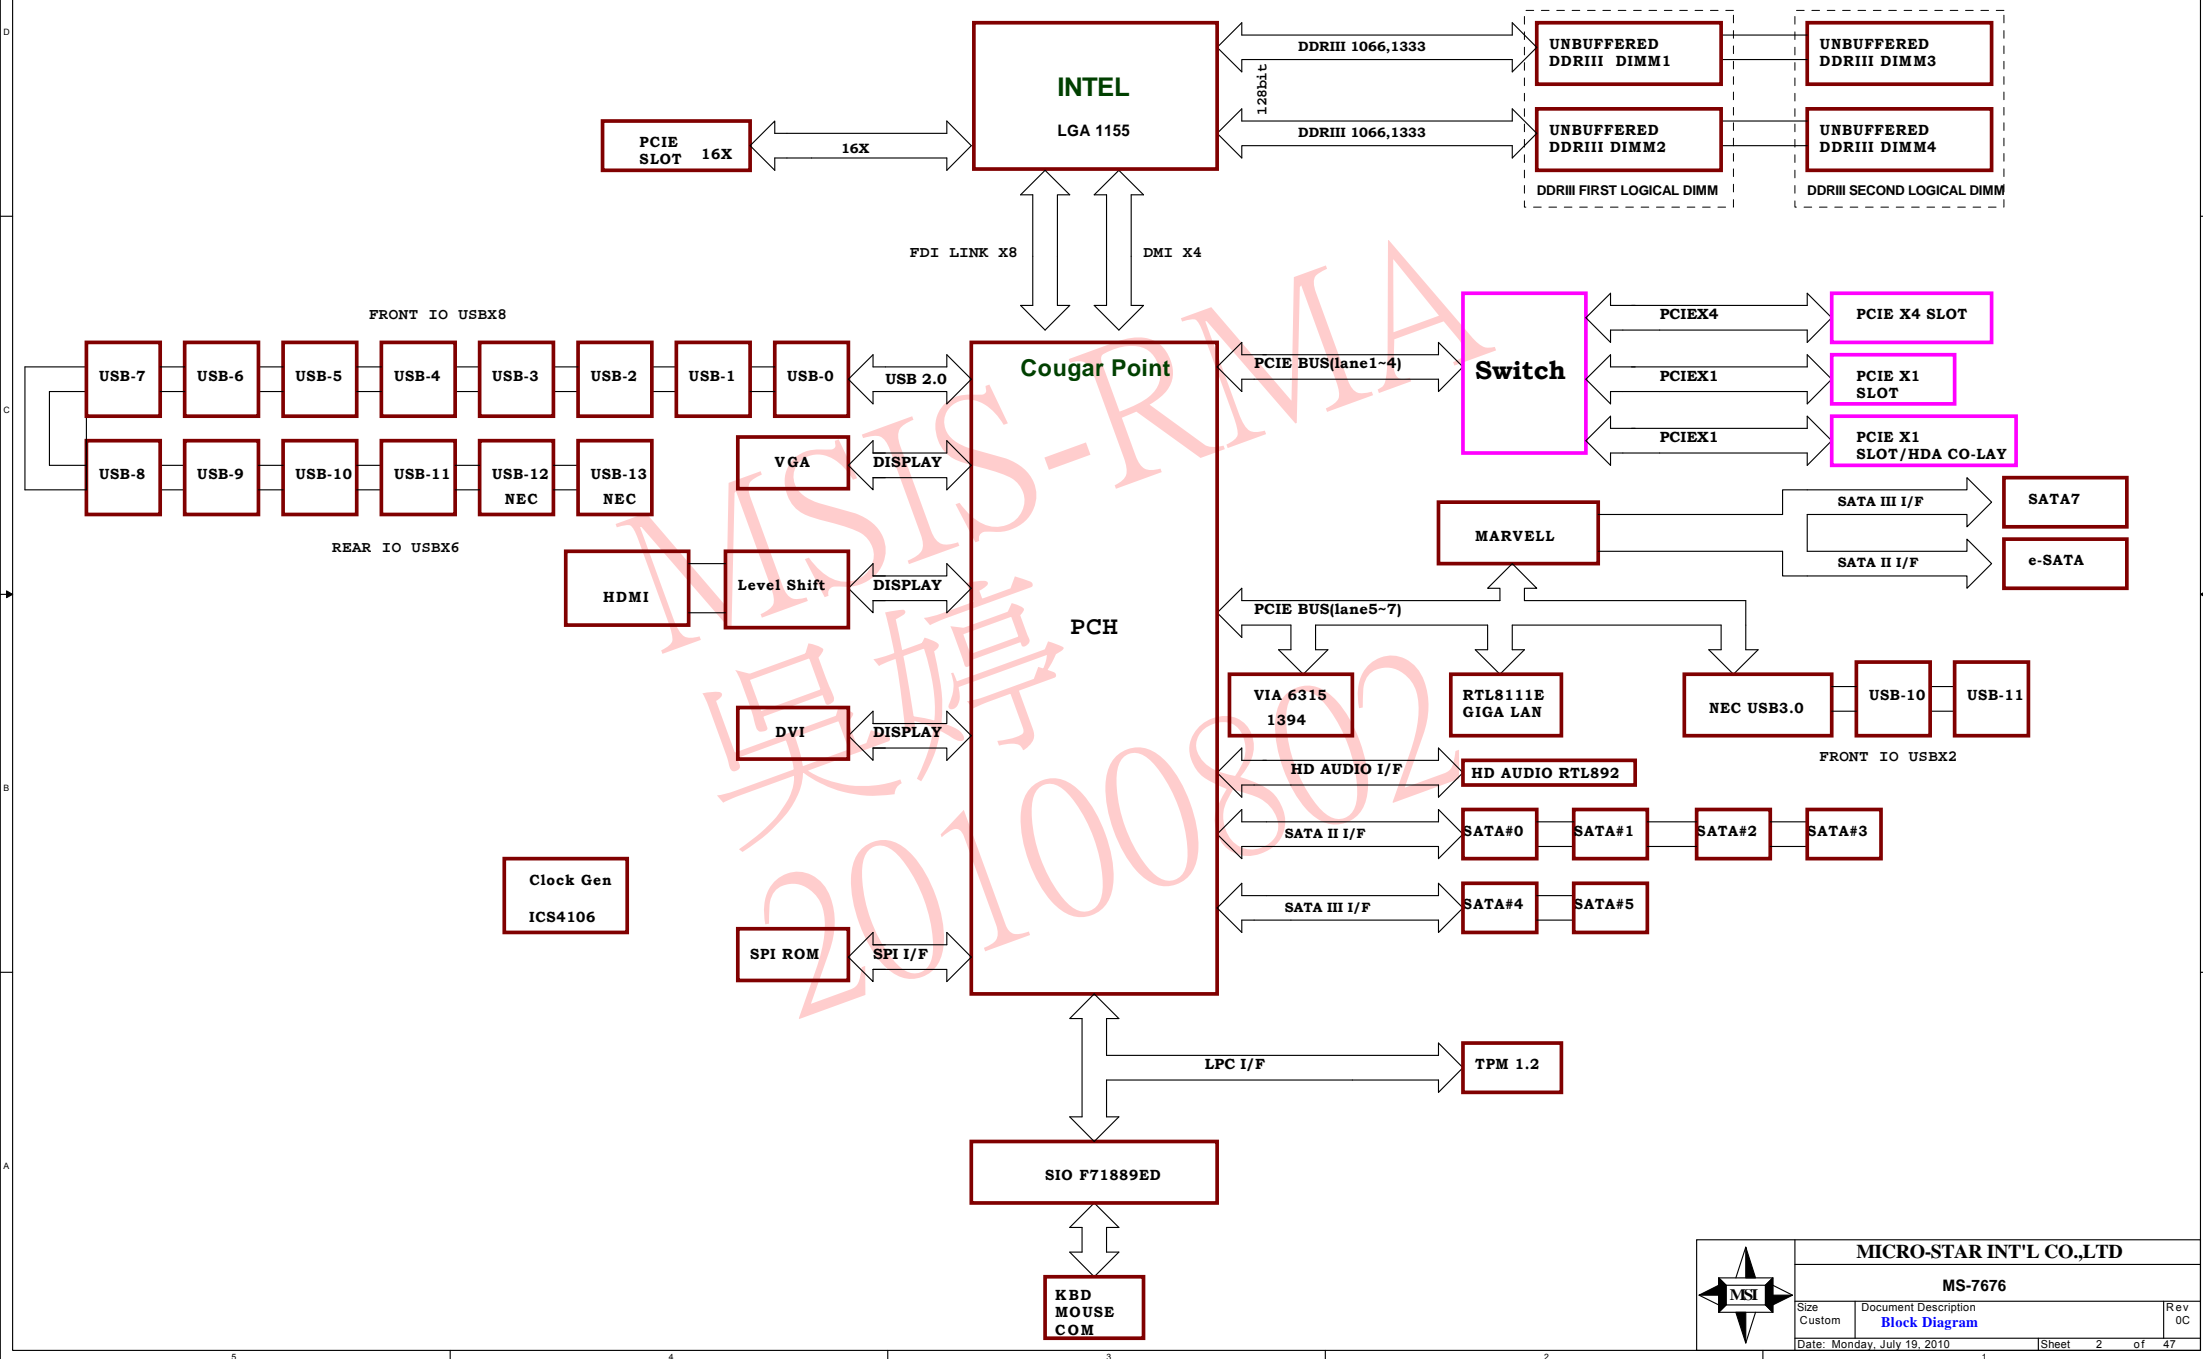 D
INTEL
LGA 1155
DDRIII 1066,1333
128bit
DDRIII 1066,1333
UNBUFFERED
DDRIII DIMM1
UNBUFFERED
DDRIII DIMM3
UNBUFFERED
DDRIII DIMM2
UNBUFFERED
DDRIII DIMM4
DDRIII FIRST LOGICAL DIMM
DDRIII SECOND LOGICAL DIMM
PCIE
SLOT 16X
16X
FDI LINK X8
DMI X4
FRONT IO USBX8
C
USB-7
USB-6
USB-5
USB-4
USB-3
USB-2
USB-1
USB-0
USB 2.0
USB-8
USB-9
USB-10
USB-11
USB-12
NEC
USB-13
NEC
REAR IO USBX6
Cougar Point
PCH
VGA
DISPLAY
HDMI
Level Shift
DISPLAY
DVI
DISPLAY
PCIE BUS(lane1~4)
Switch
PCIEX4
PCIE X4 SLOT
PCIEX1
PCIE X1
SLOT
PCIEX1
PCIE X1
SLOT/HDA CO-LAY
MARVELL
SATA III I/F
SATA7
SATA II I/F
e-SATA
PCIE BUS(lane5~7)
VIA 6315
1394
RTL8111E
GIGA LAN
NEC USB3.0
USB-10
USB-11
FRONT IO USBX2
B
HD AUDIO I/F
HD AUDIO RTL892
SATA II I/F
SATA#0
SATA#1
SATA#2
SATA#3
SATA III I/F
SATA#4
SATA#5
Clock Gen
ICS4106
SPI ROM
SPI I/F
LPC I/F
TPM 1.2
A
SIO F71889ED
KBD
MOUSE
COM
MSIS-RMA
吳婷
20100802
MSI
MICRO-STAR INT'L CO.,LTD
MS-7676
Size
Custom
Document Description
Block Diagram
Rev
0C
Date: Monday, July 19, 2010
Sheet 2 of 47
5
4
3
2
1